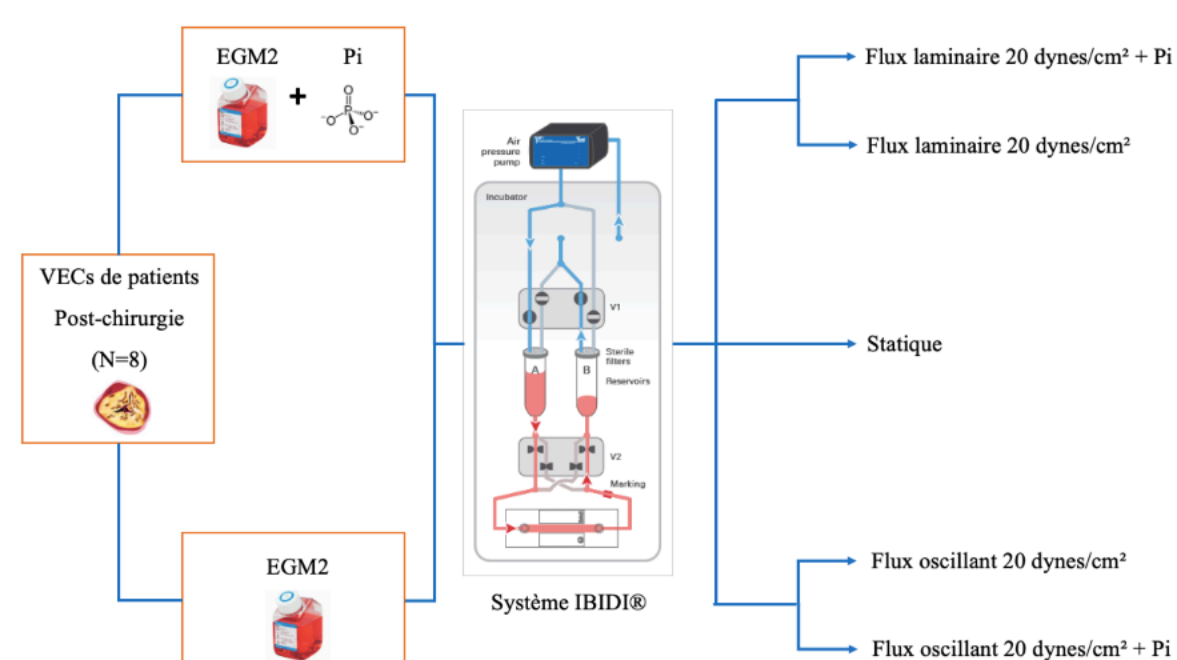 EGM2 Pi
+
O
-O P O-
O-
VECs de patients
Post-chirurgie
(N=8)
EGM2
Air
pressure
pump
Incubator
V1
Sterile
filters
A
B
Reservoirs
V2
Marking
Système IBIDI®
Flux laminaire 20 dynes/cm² + Pi
Flux laminaire 20 dynes/cm²
Statique
Flux oscillant 20 dynes/cm²
Flux oscillant 20 dynes/cm² + Pi